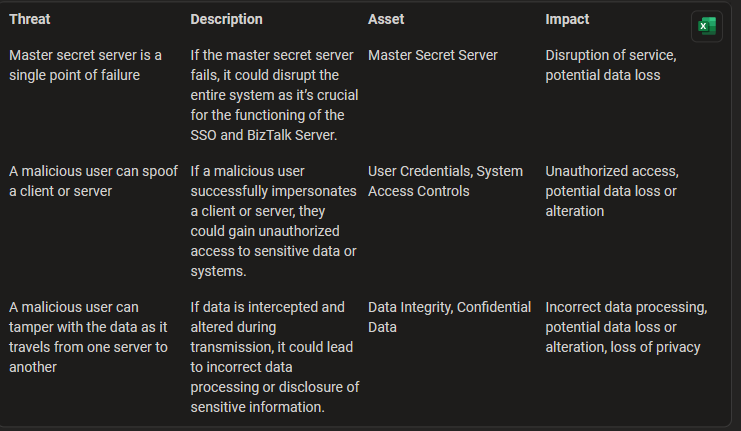 Threat Description Asset Impact
Master secret server is a
single point of failure
If the master secret server
fails, it could disrupt the
entire system as it’s crucial
for the functioning of the
SSO and BizTalk Server.
Master Secret Server
Disruption of service,
potential data loss
A malicious user can spoof
a client or server
If a malicious user
successfully impersonates
a client or server, they
could gain unauthorized
access to sensitive data or
systems.
User Credentials, System
Access Controls
Unauthorized access,
potential data loss or
alteration
A malicious user can
tamper with the data as it
travels from one server to
another
If data is intercepted and
altered during
transmission, it could lead
to incorrect data
processing or disclosure of
sensitive information.
Data Integrity, Confidential
Data
Incorrect data processing,
potential data loss or
alteration, loss of privacy